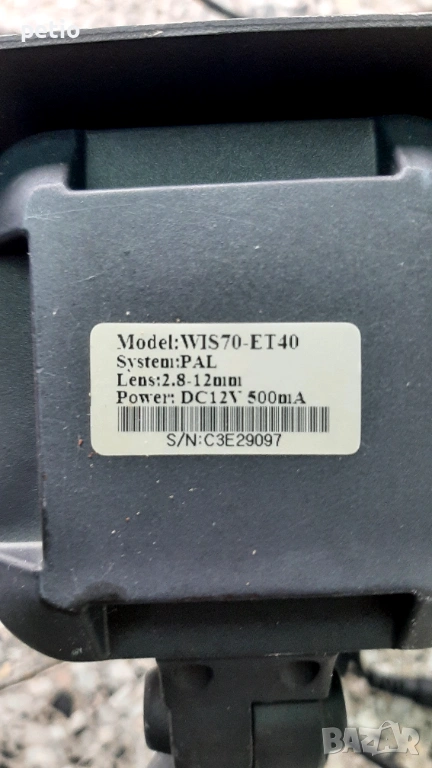 petio
Model:WIS70-ET40
System:PAL
Lens:2.8-12mm
Power: DC12V 500mA
S/N:C3E29097
BAZAR